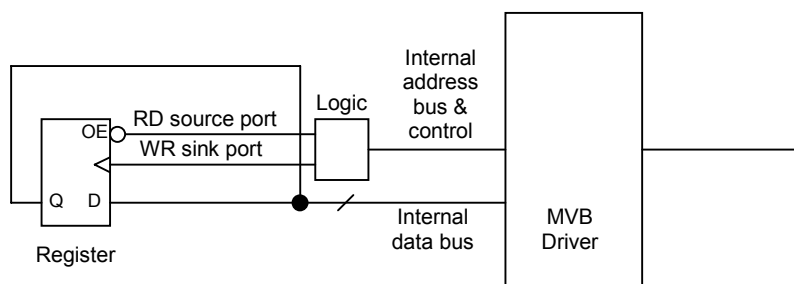 Internal
address
bus &
control
Logic
OE
RD source port
WR sink port
Q
D
Internal
data bus
MVB
Driver
Register